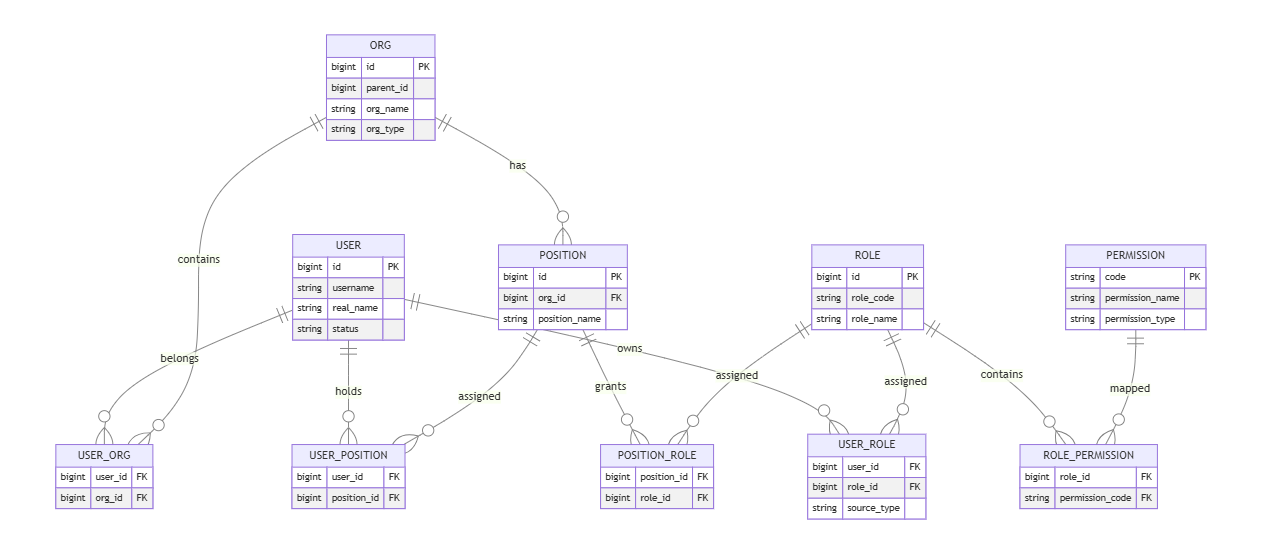 ORG
bigint id PK
bigint parent_id
string org_name
string org_type
has
contains
USER
bigint id PK
string username
string real_name
string status
POSITION
bigint id PK
bigint org_id FK
string position_name
ROLE
bigint id PK
string role_code
string role_name
PERMISSION
string code PK
string permission_name
string permission_type
belongs
holds
assigned
owns
grants
assigned
assigned
contains
mapped
USER_ORG
bigint user_id FK
bigint org_id FK
USER_POSITION
bigint user_id FK
bigint position_id FK
POSITION_ROLE
bigint position_id FK
bigint role_id FK
USER_ROLE
bigint user_id FK
bigint role_id FK
string source_type
ROLE_PERMISSION
bigint role_id FK
string permission_code FK